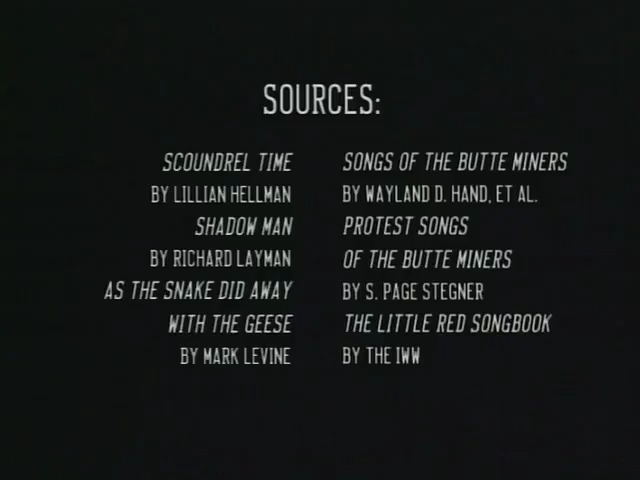 SOURCES:
SCOUNDREL TIME
BY LILLIAN HELLMAN
SHADOW MAN
BY RICHARD LAYMAN
AS THE SNAKE DID AWAY
WITH THE GEESE
BY MARK LEVINE
SONGS OF THE BUTTE MINERS
BY WAYLAND D. HAND, ET AL.
PROTEST SONGS
OF THE BUTTE MINERS
BY S. PAGE STEGNER
THE LITTLE RED SONGBOOK
BY THE IWW